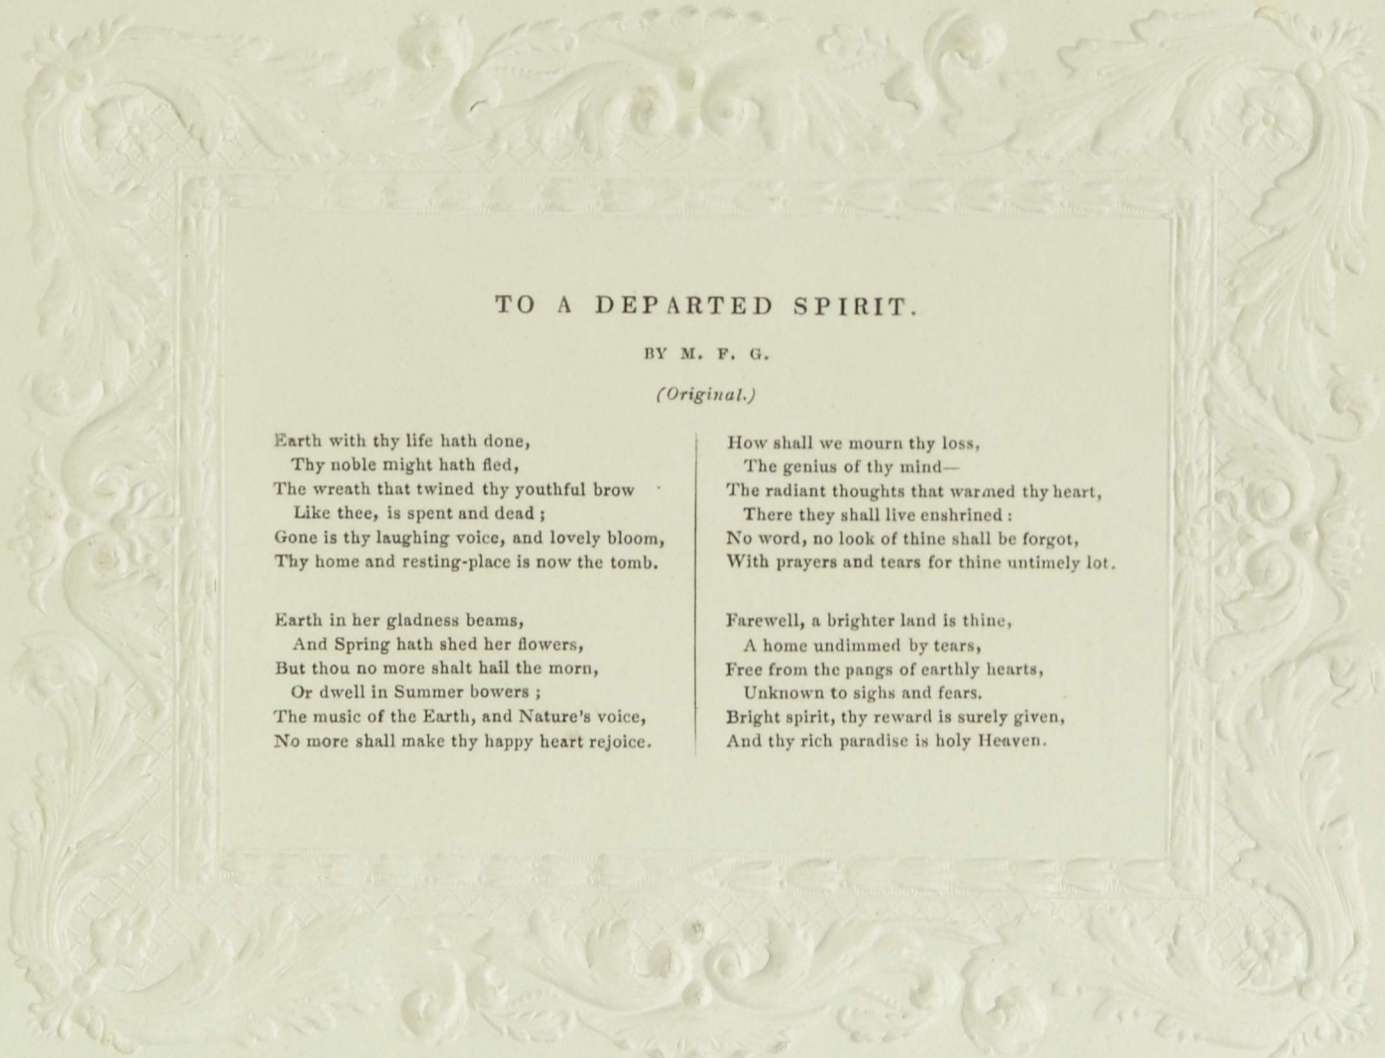 TO A DEPARTED SPIRIT.
BY M. F. G.
(Original.)
Earth with thy life hath done,
Thy noble might hath fled,
The wreath that twined thy youthful brow
Like thee, is spent and dead ;
Gone is thy laughing voice, and lovely bloom,
Thy home and resting-place is now the tomb.
Earth in her gladness beams,
And Spring hath shed her flowers,
But thou no more shalt hail the morn,
Or dwell in Summer bowers ;
The music of the Earth, and Nature's voice,
No more shall make thy happy heart rejoice.
How shall we mourn thy loss,
The genius of thy mind—
The radiant thoughts that warmed thy heart,
There they shall live enshrined :
No word, no look of thine shall be forgot,
With prayers and tears for thine untimely lot.
Farewell, a brighter land is thine,
A home undimmed by tears,
Free from the pangs of earthly hearts,
Unknown to sighs and fears.
Bright spirit, thy reward is surely given,
And thy rich paradise is holy Heaven.